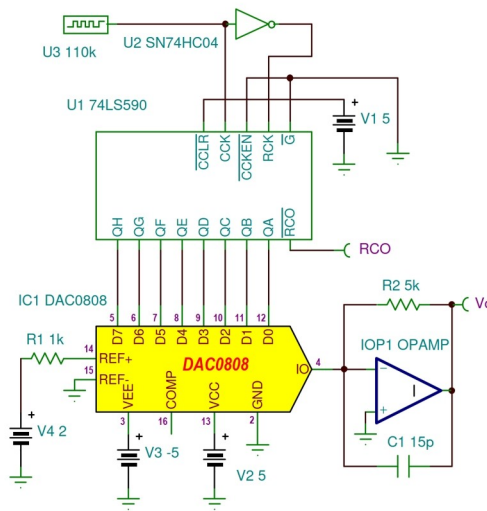 U3 110k
U2 SN74HC04
U1 74LS590
V1 5
CCLR CCK CCKEN RCK G
QH QG QF QE QD QC QB QA RCO
RCO
IC1 DAC0808
R2 5k
5 6 7 8 9 10 11 12
D7 D6 D5 D4 D3 D2 D1 D0
R1 1k
IOP1 OPAMP
14 REF+
DAC0808
IO 4
15 REF-
VEE- COMP VCC GND
3 16 13 2
V4 2
V3 -5
V2 5
C1 15p